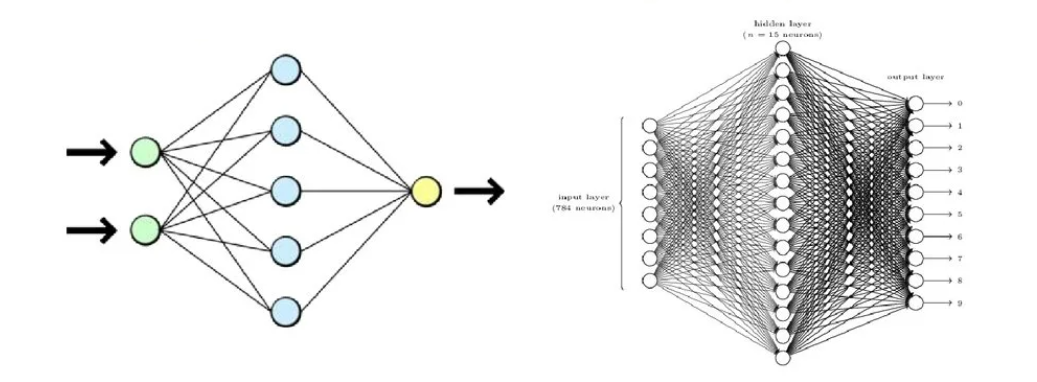 hidden layer
(n = 15 neurons)
output layer
input layer
(784 neurons)
0
1
2
3
4
5
6
7
8
9